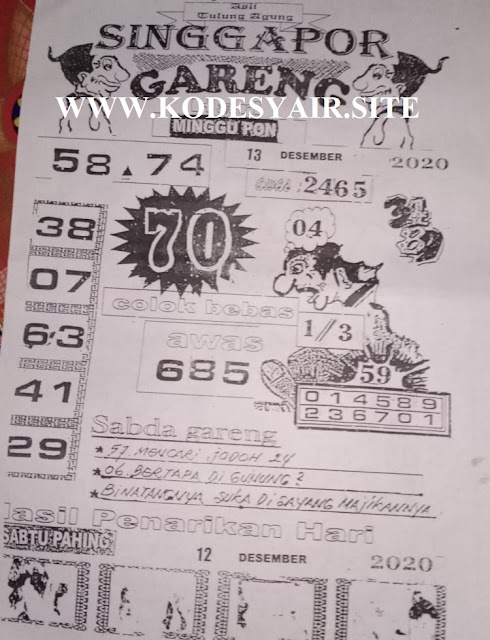 Asli
Tulung Agung
SINGGAPOR
GARENG
WWW.KODESYAIR.SITE
MINGGU PON
13 DESEMBER 2020
58 74
2465
38
70
04
07
colok bebas
1/3
63
awas
685
59
41
014589
236701
29
Sabda gareng
* 57. MENCARI JODOH 24
* 06. BERTAPA DI GUNUNG 2
* BINATANGNYA SUKA DI SAYANG MAJIKANNYA
Hasil Penarikan Hari
SABTU PAHING
12 DESEMBER 2020